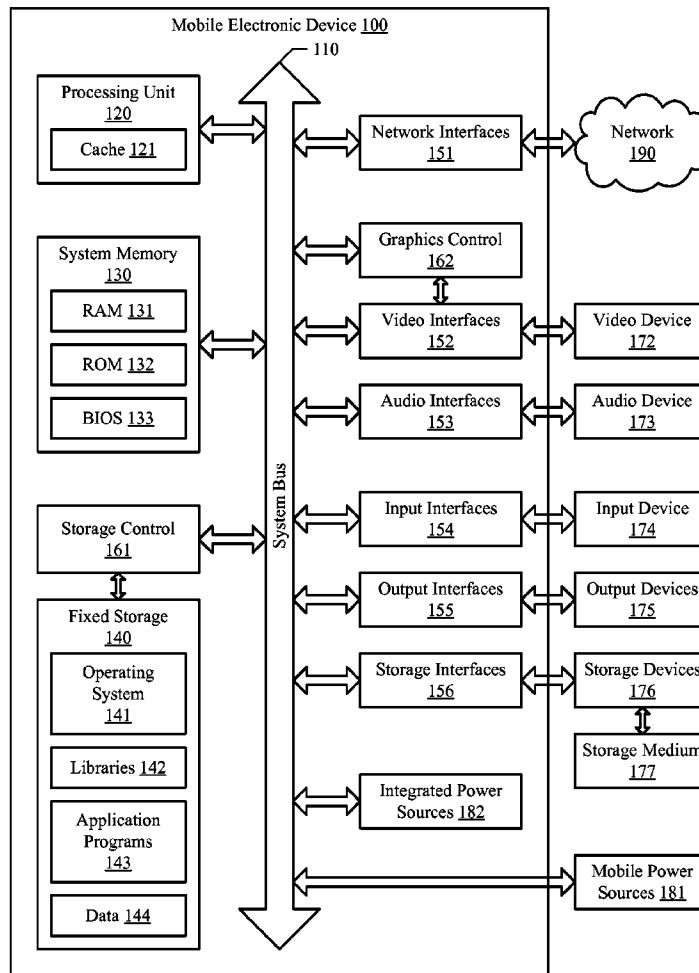 Mobile Electronic Device 100
110
Processing Unit
120
Cache 121
System Memory
130
RAM 131
ROM 132
BIOS 133
Storage Control
161
Fixed Storage
140
Operating
System
141
Libraries 142
Application
Programs
143
Data 144
System Bus
Network Interfaces
151
Network
190
Graphics Control
162
Video Interfaces
152
Video Device
172
Audio Interfaces
153
Audio Device
173
Input Interfaces
154
Input Device
174
Output Interfaces
155
Output Devices
175
Storage Interfaces
156
Storage Devices
176
Storage Medium
177
Integrated Power
Sources 182
Mobile Power
Sources 181